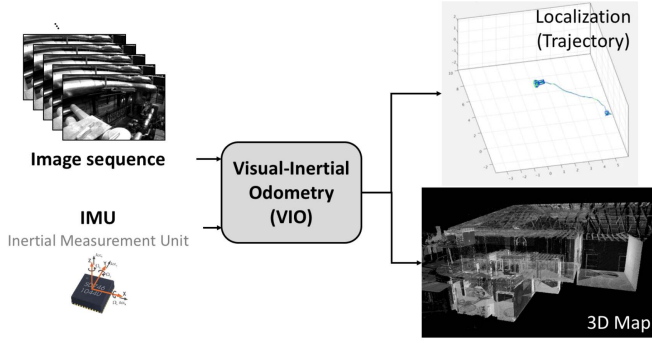 Localization
(Trajectory)
Image sequence
Visual-Inertial
Odometry
(VIO)
IMU
Inertial Measurement Unit
3D Map